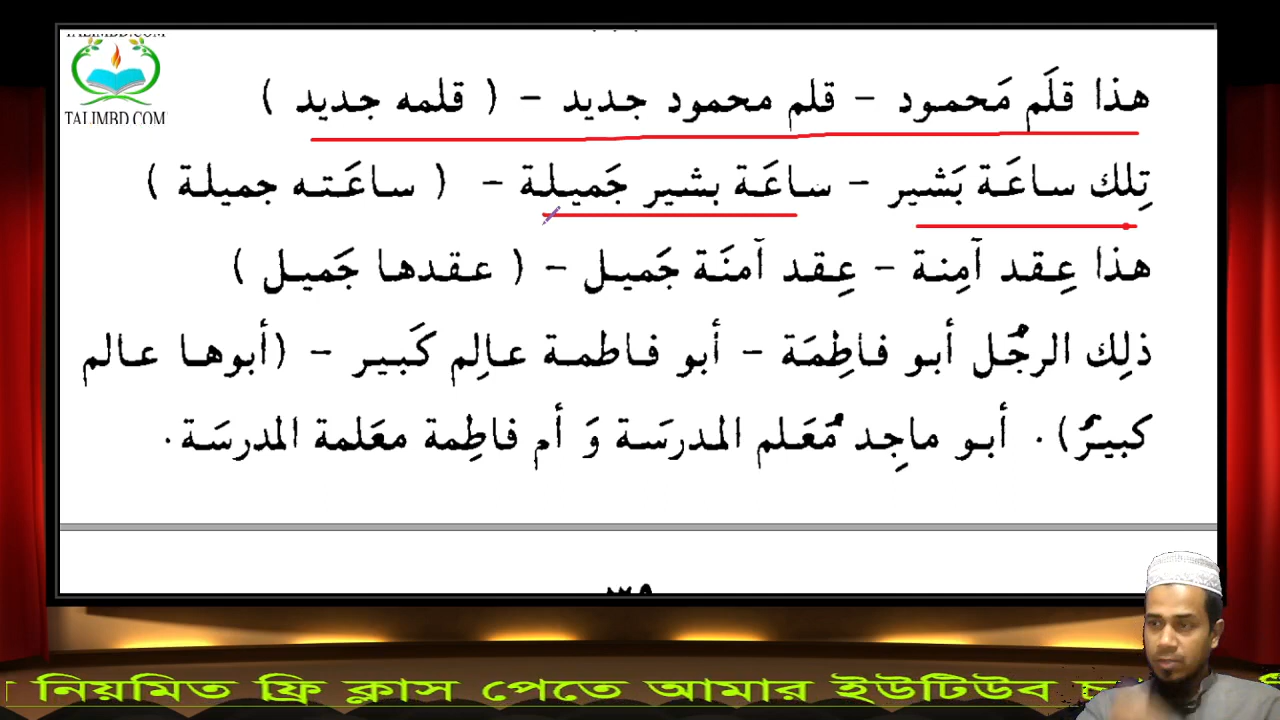 TALIMBD.COM
هذا قلَم مَحمود – قلم محمود جديد – ( قلمه جديد )
تِلك ساعَة بَشير – ساعَة بشير جَميلة – ( ساعَته جميلة )
هذا عِقد آمِنة – عِقد آمنَة جَميل – ( عقدها جَميل )
ذلِك الرجُل أبو فاطِمَة – أبو فاطمة عالِم كَبير – (أبوها عالم
كبيرٌ) . أبو ماجِد مُعَلم المدرَسة وَ أم فاطِمة معَلمة المدرسَة .
নিয়মিত ফ্রি ক্লাস পেতে আমার ইউটিউব